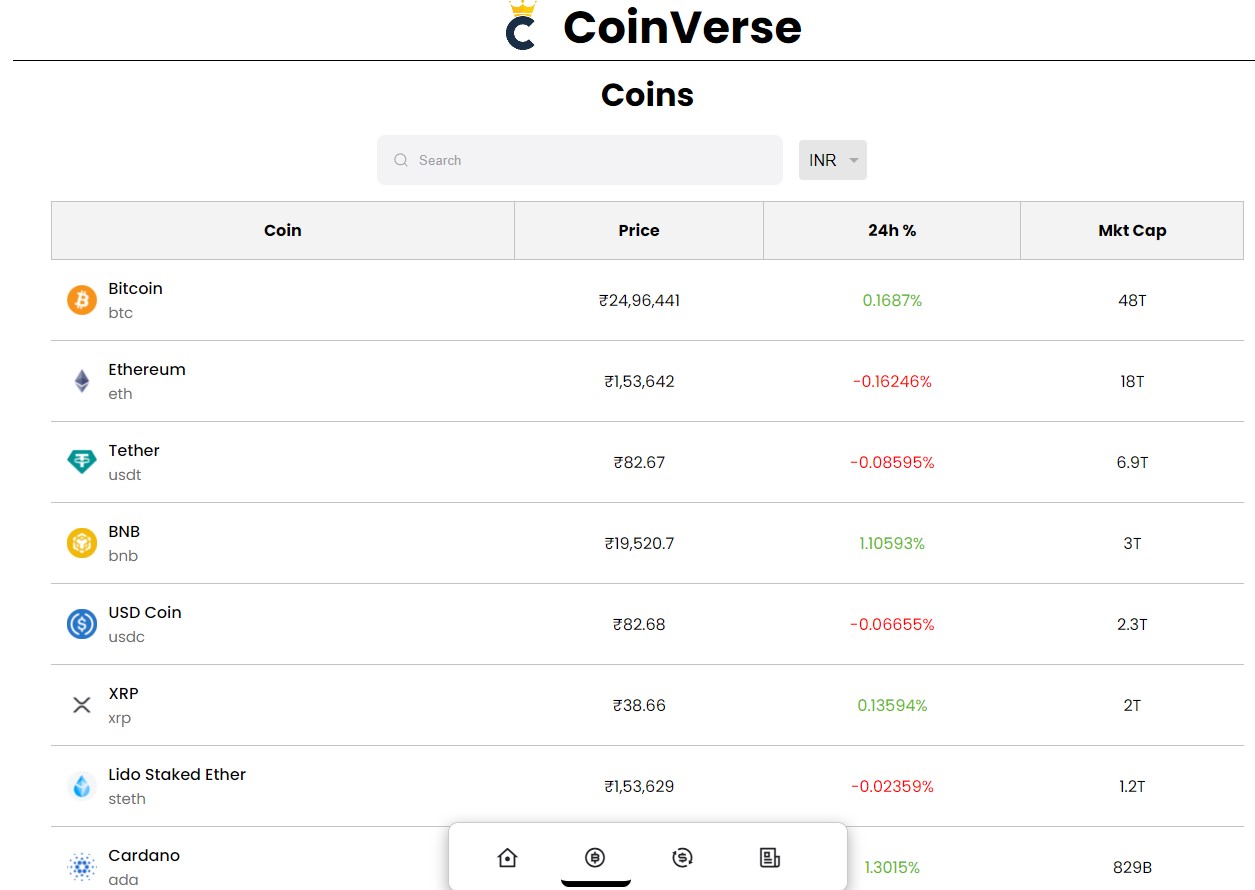 CoinVerse
Coins
Search
INR
Coin Price 24h % Mkt Cap
Bitcoin
btc
₹24,96,441 0.1687% 48T
Ethereum
eth
₹1,53,642 -0.16246% 18T
Tether
usdt
₹82.67 -0.08595% 6.9T
BNB
bnb
₹19,520.7 1.10593% 3T
USD Coin
usdc
₹82.68 -0.06655% 2.3T
XRP
xrp
₹38.66 0.13594% 2T
Lido Staked Ether
steth
₹1,53,629 -0.02359% 1.2T
Cardano
ada
1.3015% 829B